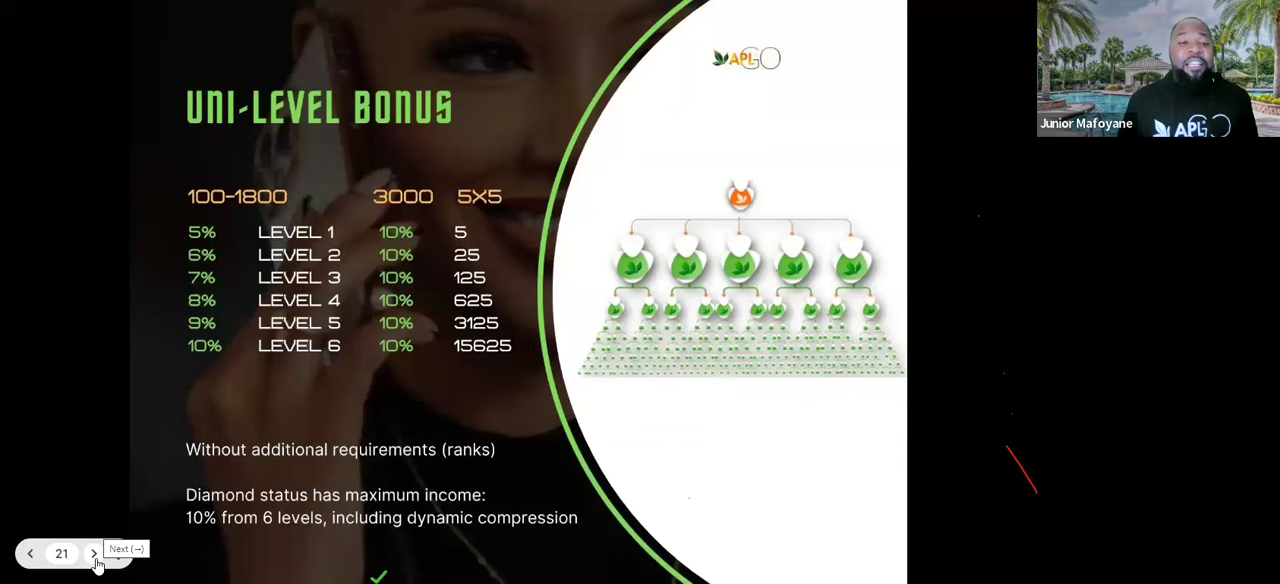 APLGO
UNI-LEVEL BONUS
100-1800 3000 5X5
5% LEVEL 1 10% 5
6% LEVEL 2 10% 25
7% LEVEL 3 10% 125
8% LEVEL 4 10% 625
9% LEVEL 5 10% 3125
10% LEVEL 6 10% 15625
Without additional requirements (ranks)
Diamond status has maximum income:
10% from 6 levels, including dynamic compression
Junior Mafoyane
APLGO
21
Next (→)